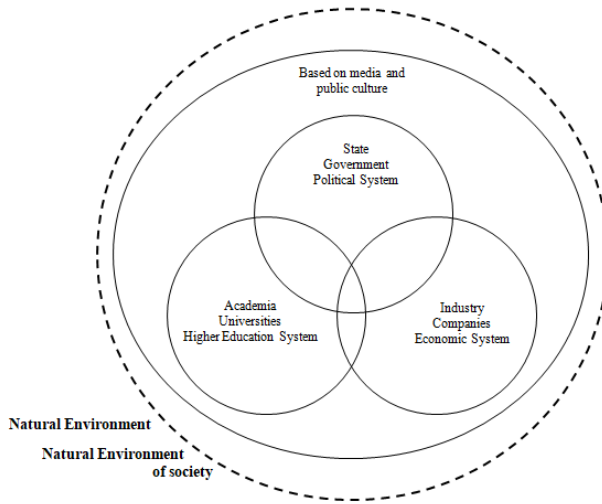 Based on media and
public culture
State
Government
Political System
Academia
Universities
Higher Education System
Industry
Companies
Economic System
Natural Environment
Natural Environment
of society